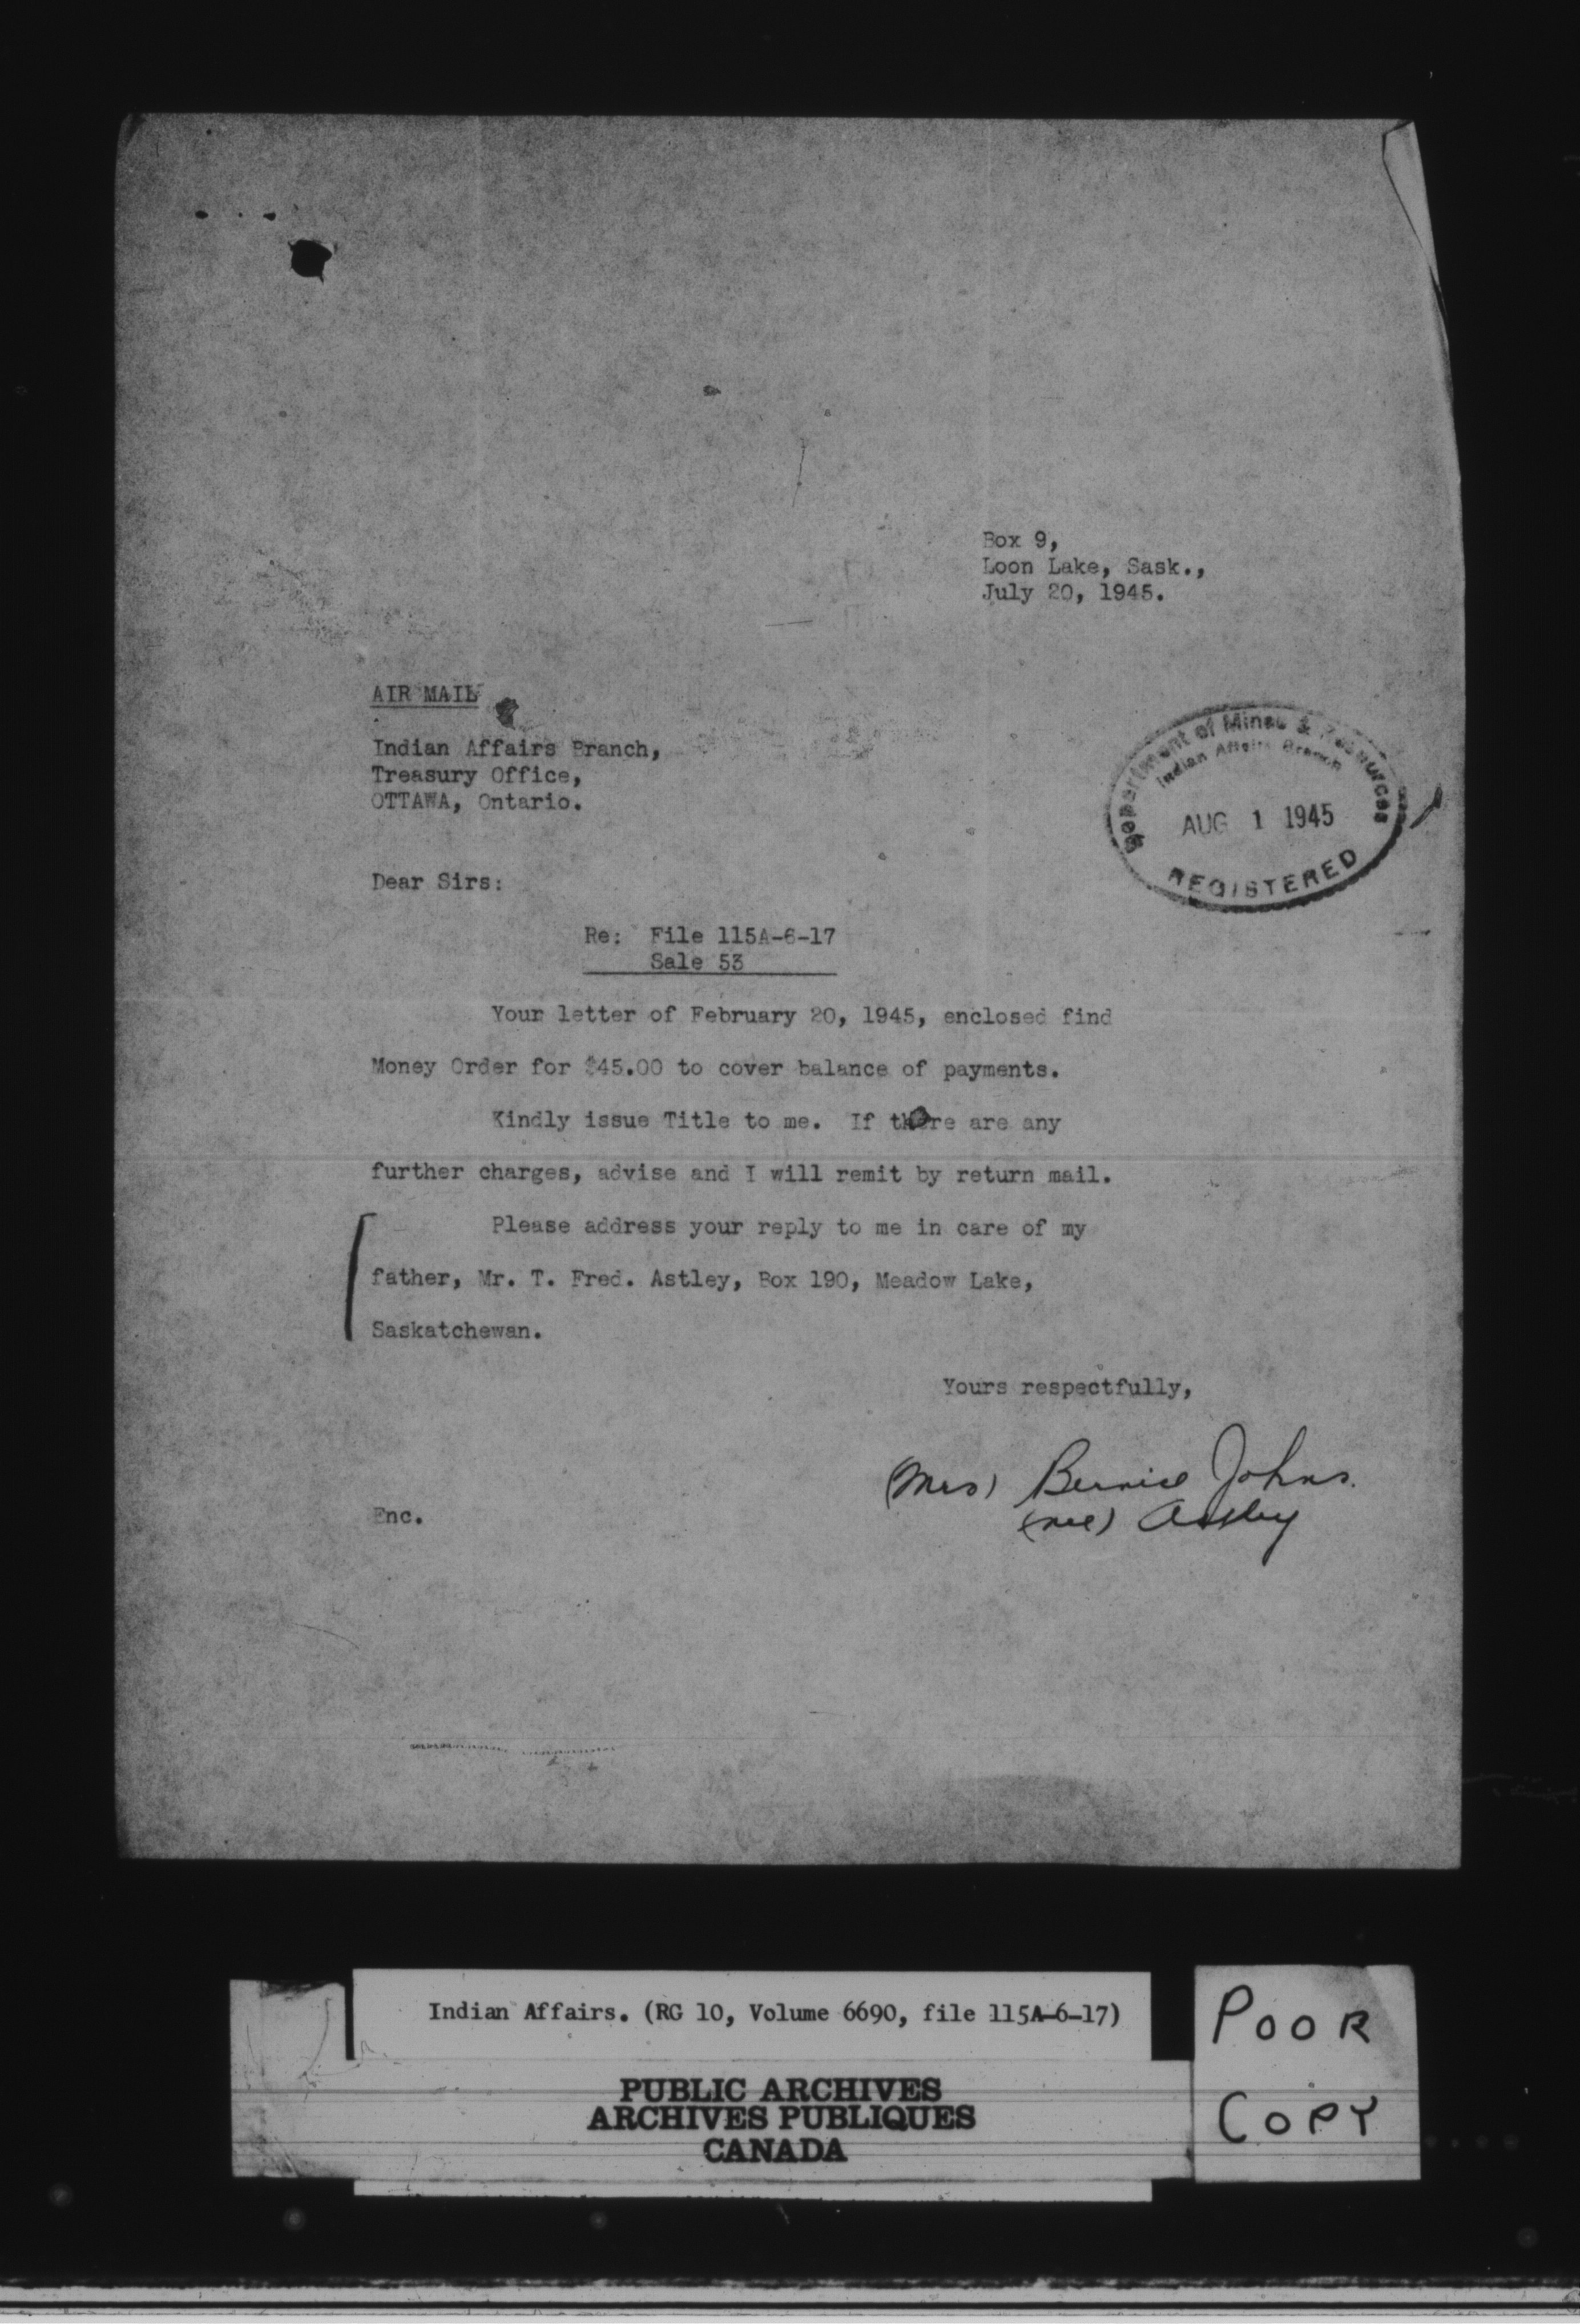 Box 9,
Loon Lake, Sask.,
July 20, 1945.
AIR MAIL
Indian Affairs Branch,
Treasury Office,
OTTAWA, Ontario.
Department of Mines & Resources
Indian Affairs Branch
AUG 1 1945
REGISTERED
Dear Sirs:
Re: File 115A-6-17
Sale 53
Your letter of February 20, 1945, enclosed find
Money Order for $45.00 to cover balance of payments.
Kindly issue Title to me. If there are any
further charges, advise and I will remit by return mail.
Please address your reply to me in care of my
father, Mr. T. Fred. Astley, Box 190, Meadow Lake,
Saskatchewan.
Yours respectfully,
(Mrs) Bernice Johns.
(nee) Astley
Enc.
Indian Affairs. (RG 10, Volume 6690, file 115A-6-17)
PUBLIC ARCHIVES
ARCHIVES PUBLIQUES
CANADA
POOR
COPY